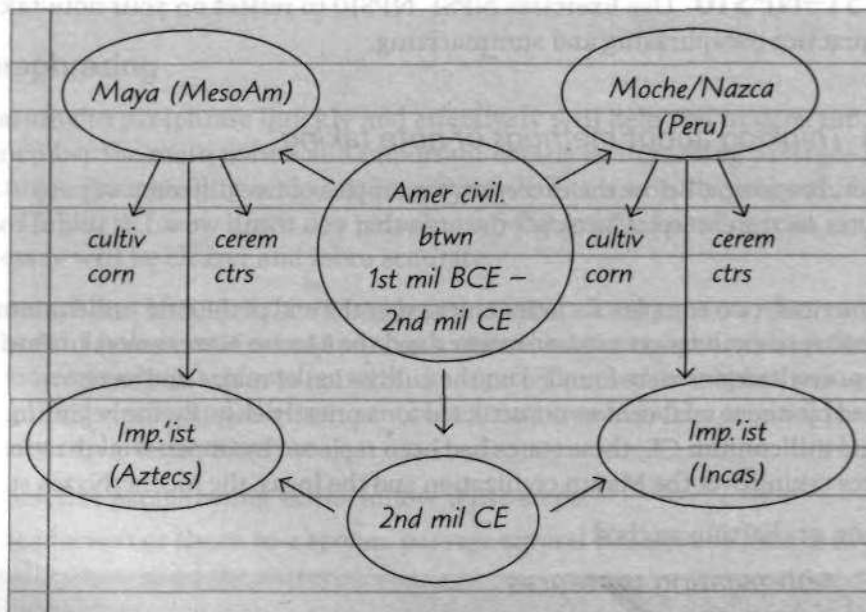 Maya (MesoAm)
Moche/Nazca
(Peru)
Amer civil.
btwn
1st mil BCE –
2nd mil CE
cultiv
corn
cerem
ctrs
cultiv
corn
cerem
ctrs
Imp.'ist
(Aztecs)
Imp.'ist
(Incas)
2nd mil CE